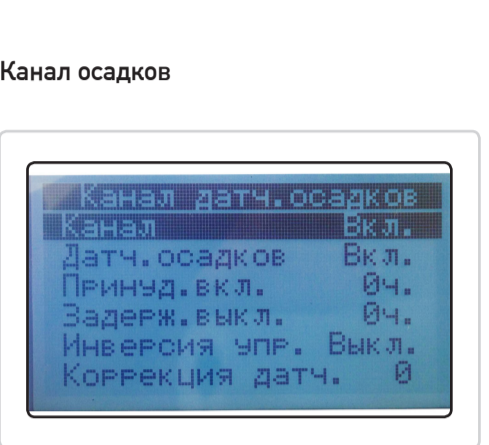 Канал осадков
Канал датч.осадков
Канал Вкл.
Датч.осадков Вкл.
Принуд.вкл. 0ч.
Задерж.выкл. 0ч.
Инверсия упр. Выкл.
Коррекция датч. 0